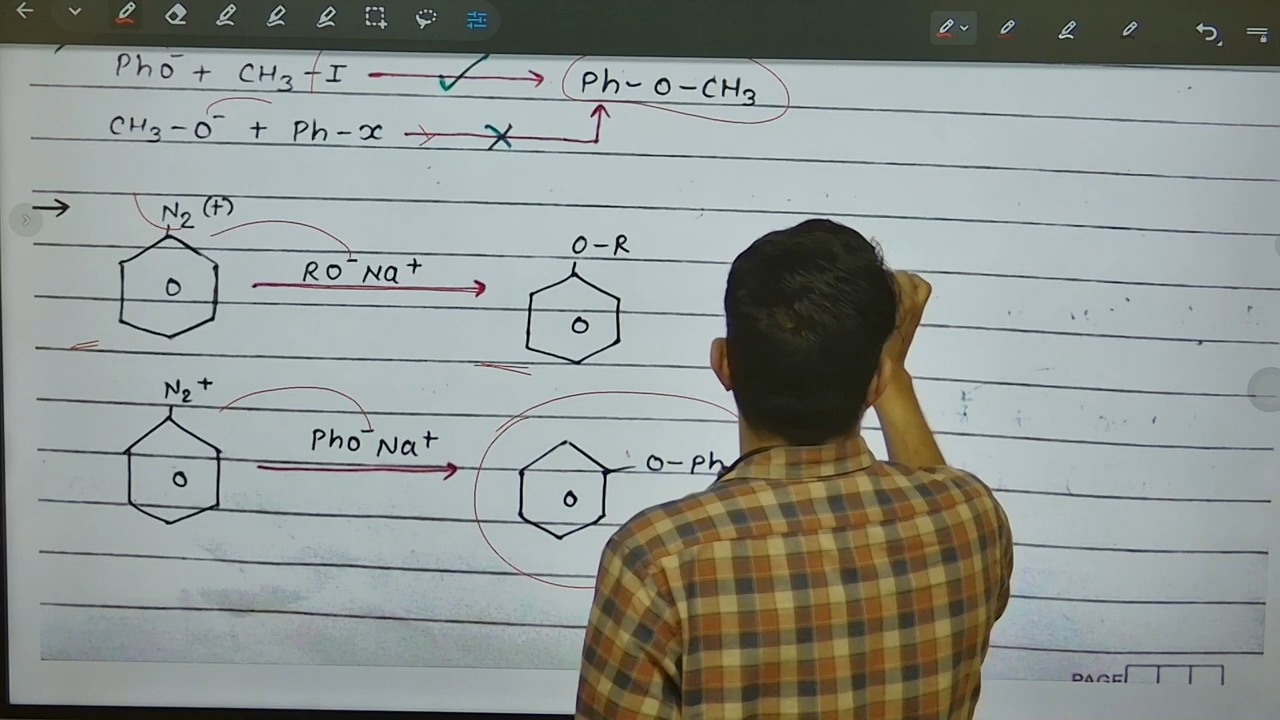 PhO⁻ + CH₃-I → Ph-O-CH₃
CH₃-O⁻ + Ph-x
→ N₂(+)
O-R
RO⁻Na⁺
N₂⁺
PhO⁻Na⁺
O-Ph
PAGE